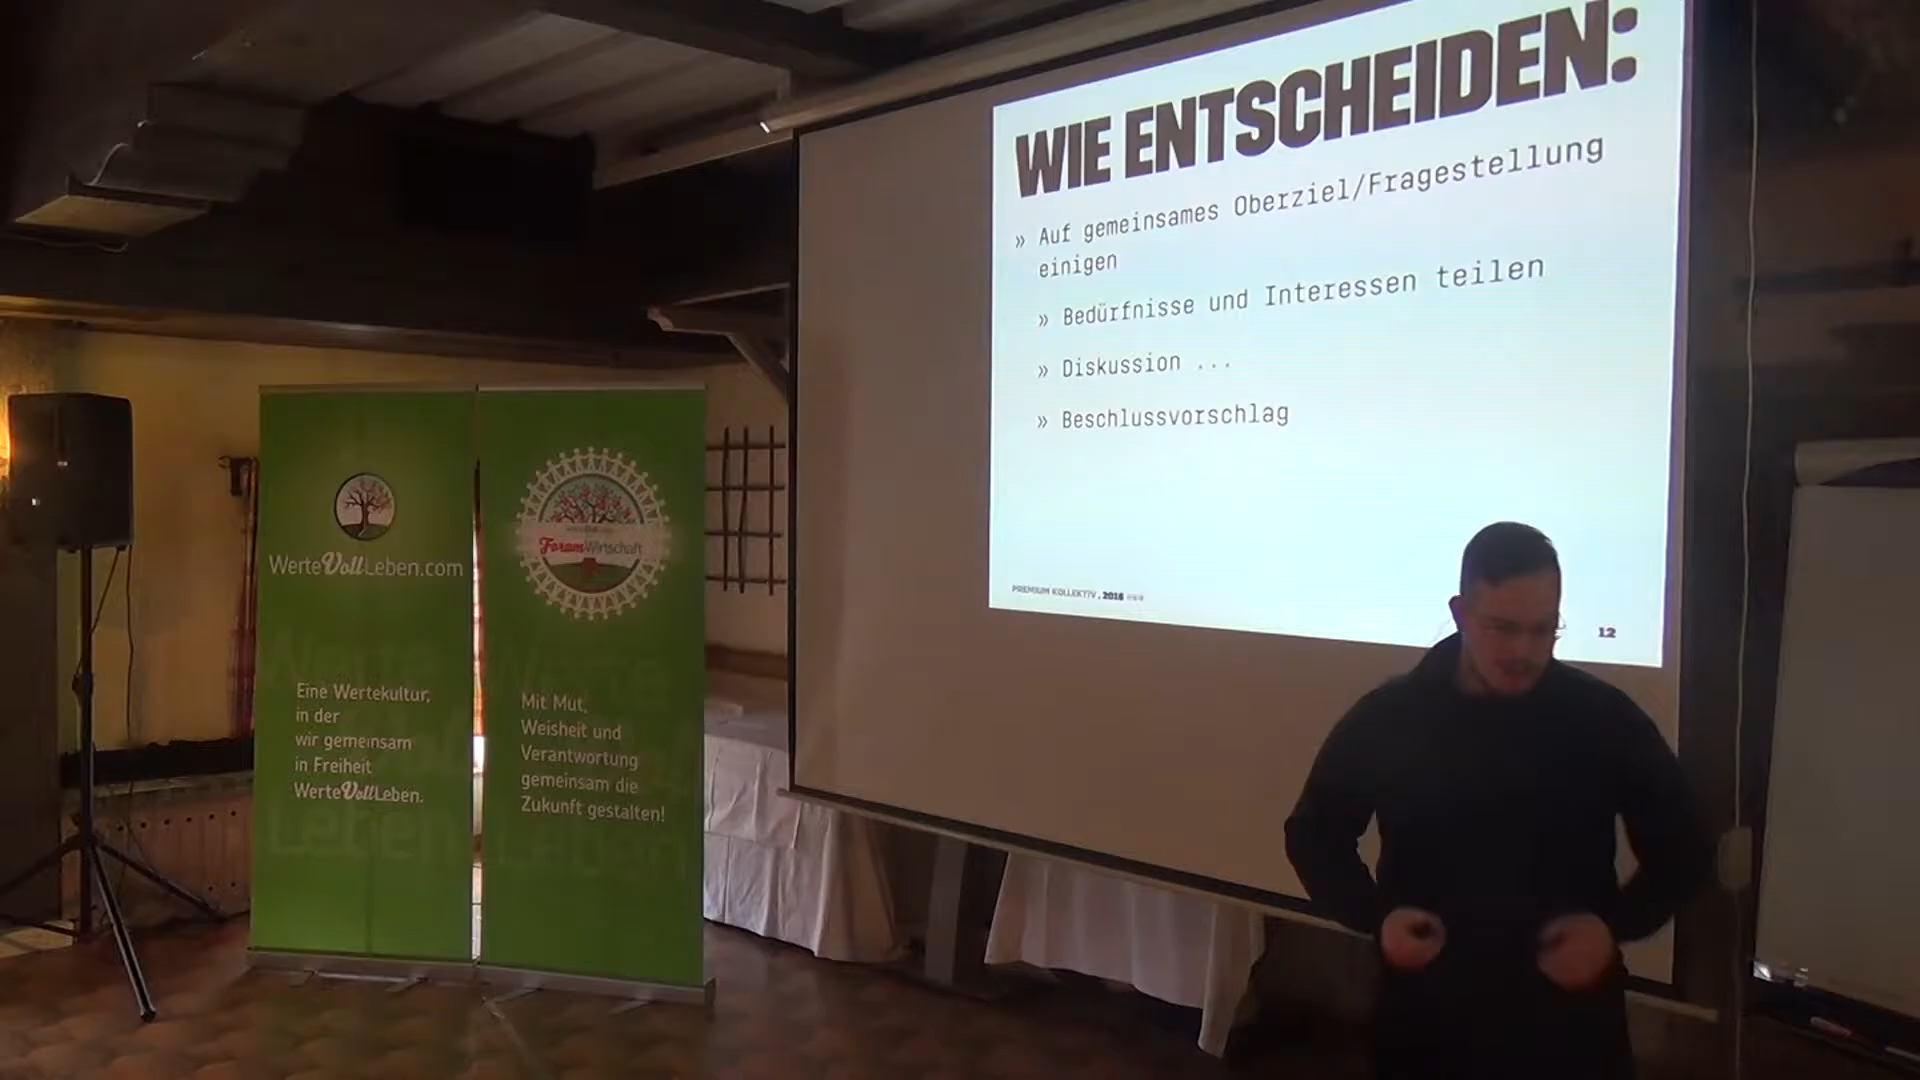 WIE ENTSCHEIDEN:
» Auf gemeinsames Oberziel/Fragestellung
einigen
» Bedürfnisse und Interessen teilen
» Diskussion ...
» Beschlussvorschlag
PREMIUM KOLLEKTIV, 2016
12
WerteVollLeben.com
Eine Wertekultur,
in der
wir gemeinsam
in Freiheit
WerteVollLeben.
ForumWirtschaft
Mit Mut,
Weisheit und
Verantwortung
gemeinsam die
Zukunft gestalten!